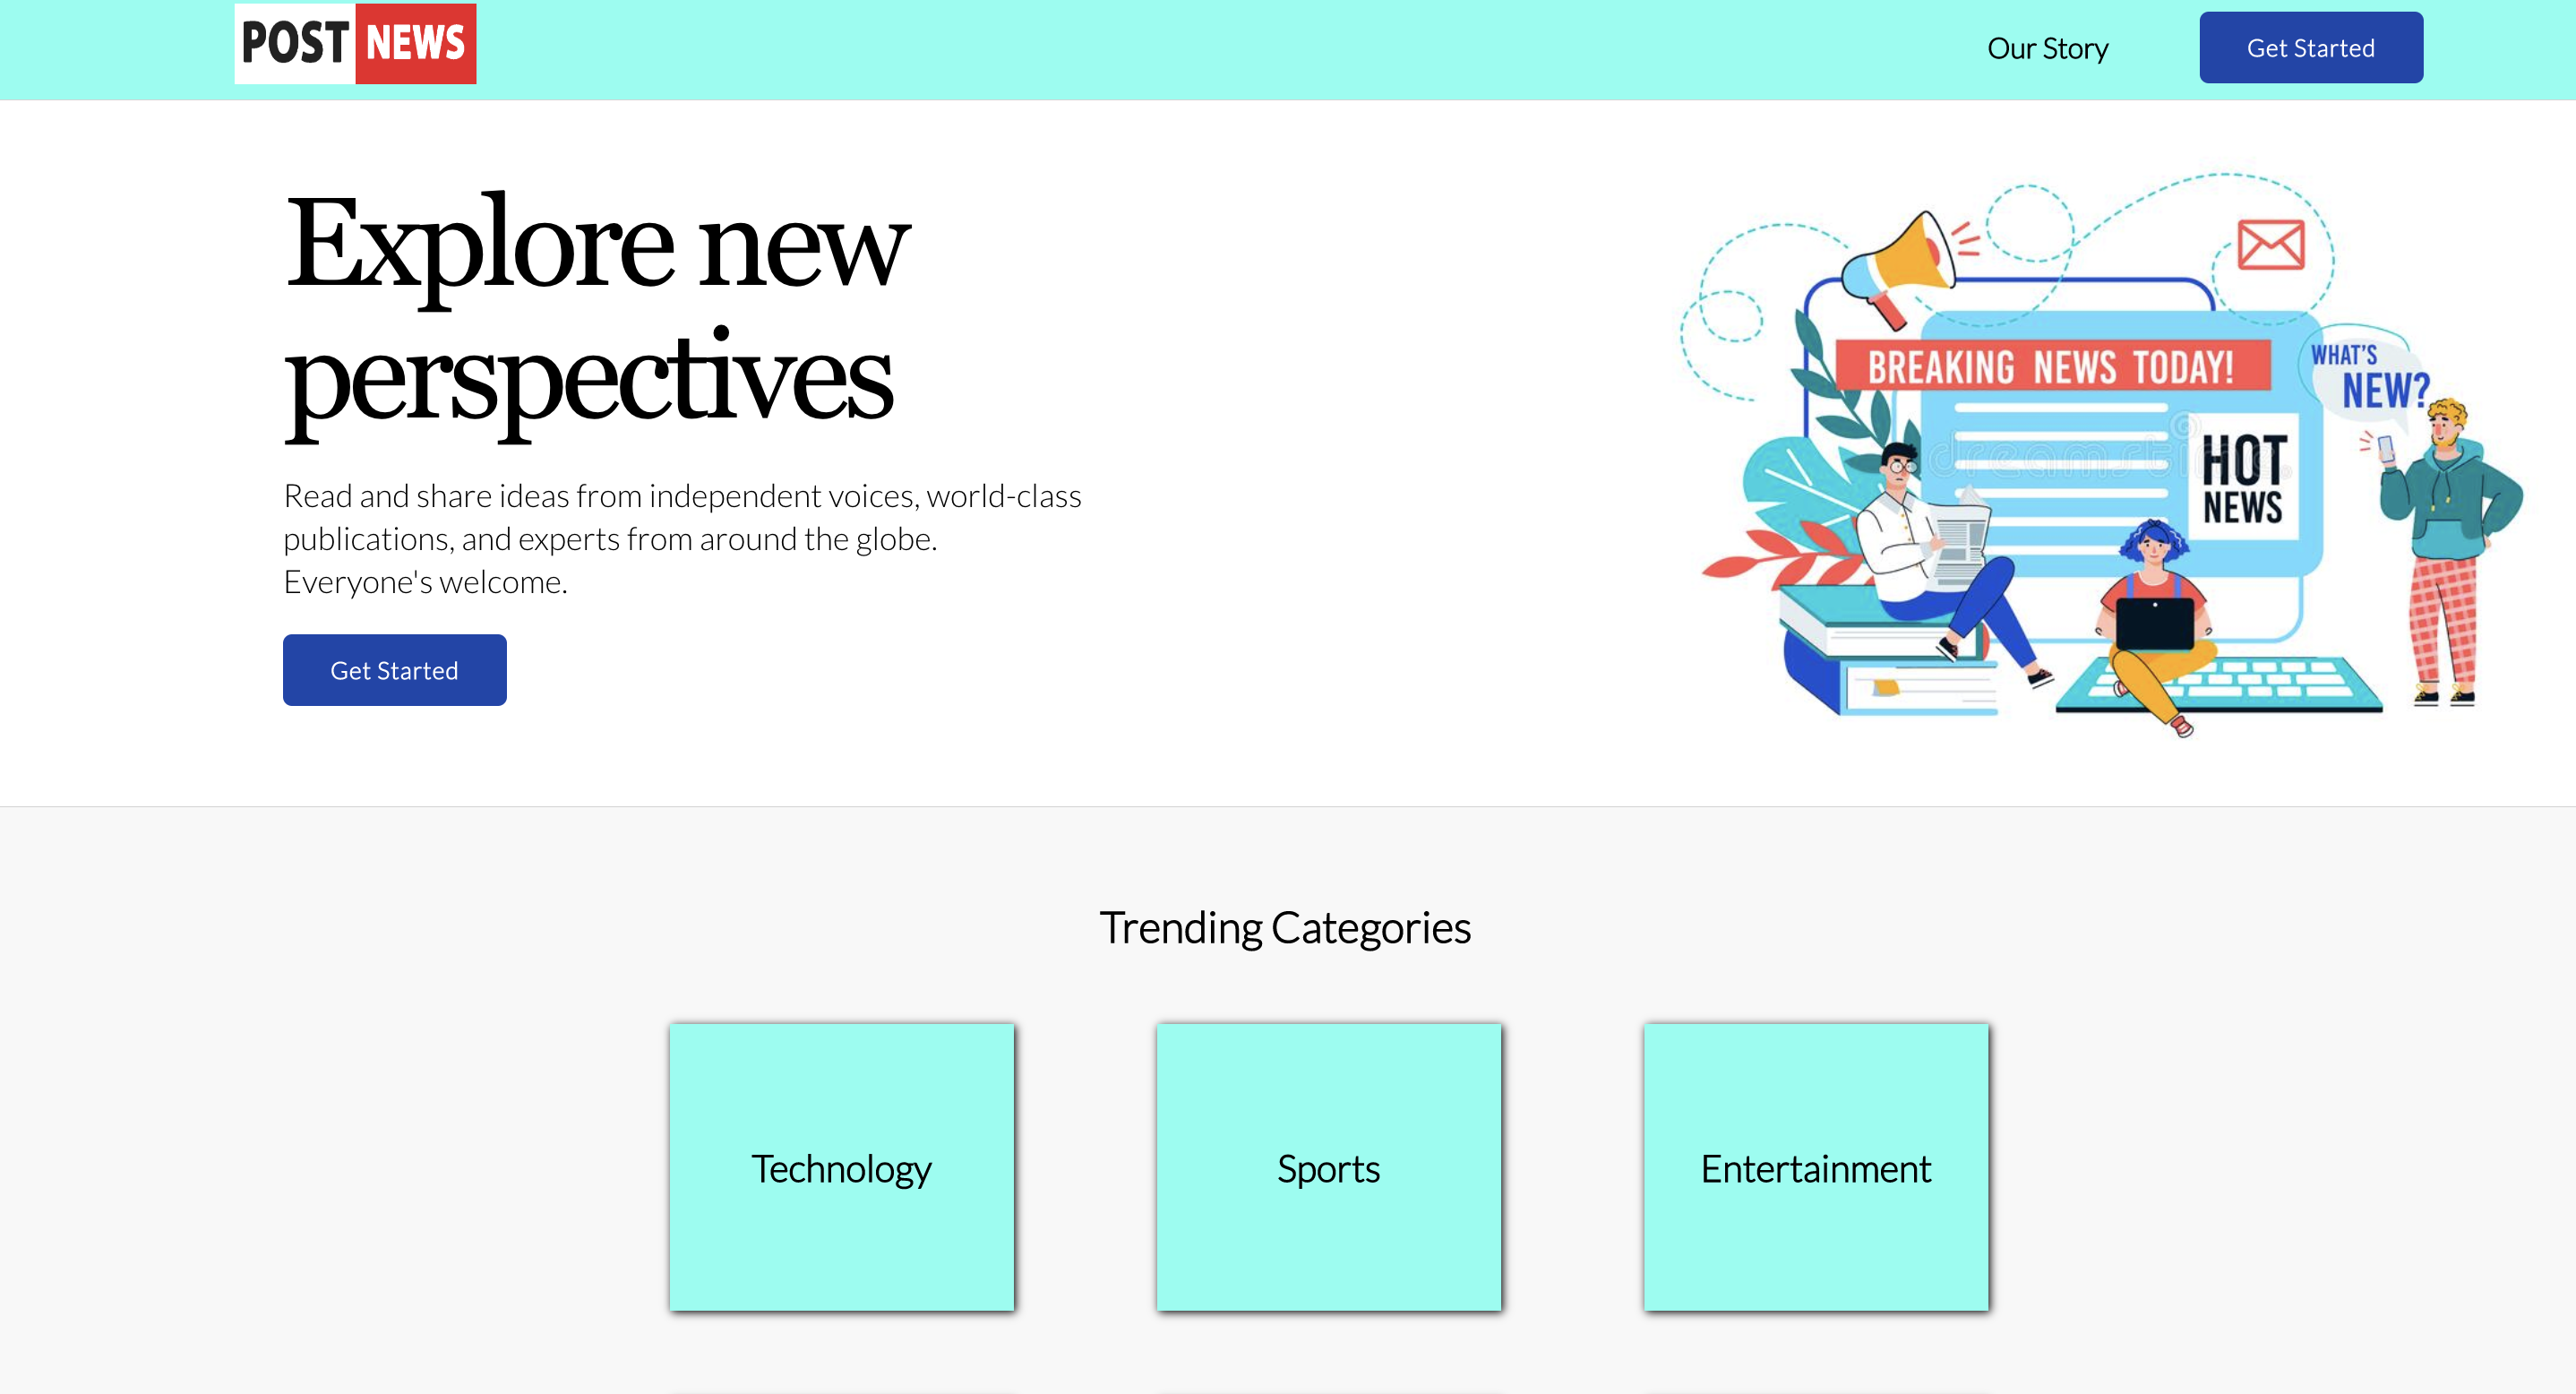 POST NEWS
Our Story
Get Started
Explore new
perspectives
Read and share ideas from independent voices, world-class
publications, and experts from around the globe.
Everyone's welcome.
Get Started
BREAKING NEWS TODAY!
WHAT'S
NEW?
dreamstime
HOT
NEWS
Trending Categories
Technology
Sports
Entertainment